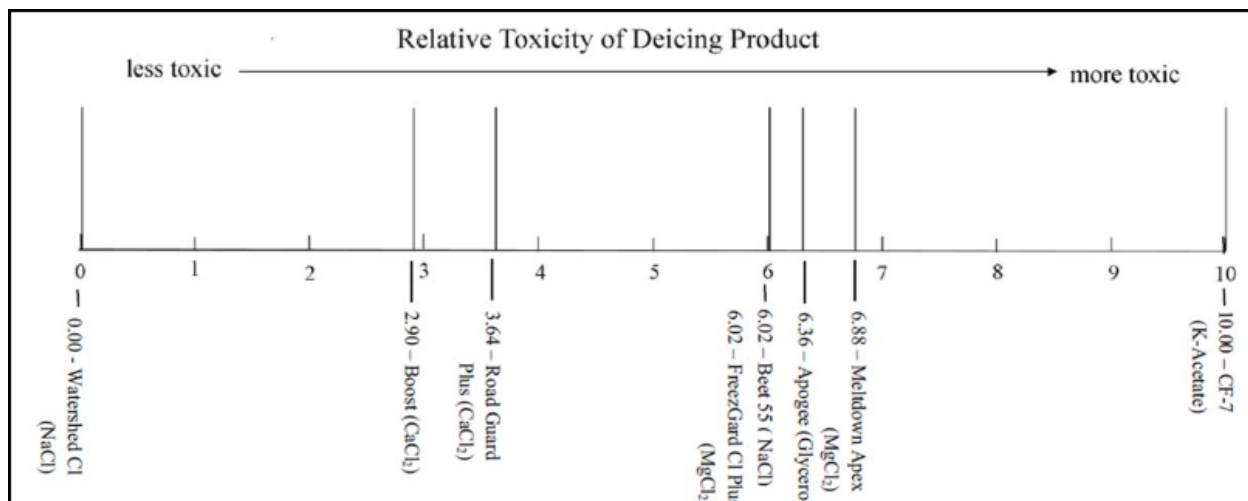 Relative Toxicity of Deicing Product
less toxic
more toxic
0 1 2 3 4 5 6 7 8 9 10
0.00 - Watershed Cl
(NaCl)
2.90 – Boost (CaCl₂)
3.64 – Road Guard
Plus (CaCl₂)
6.02 – FreezGard Cl Plus
(MgCl₂
6.02 – Beet 55 ( NaCl)
6.36 – Apogee (Glycero
6.88 – Meltdown Apex
(MgCl₂)
10.00 – CF-7
(K-Acetate)